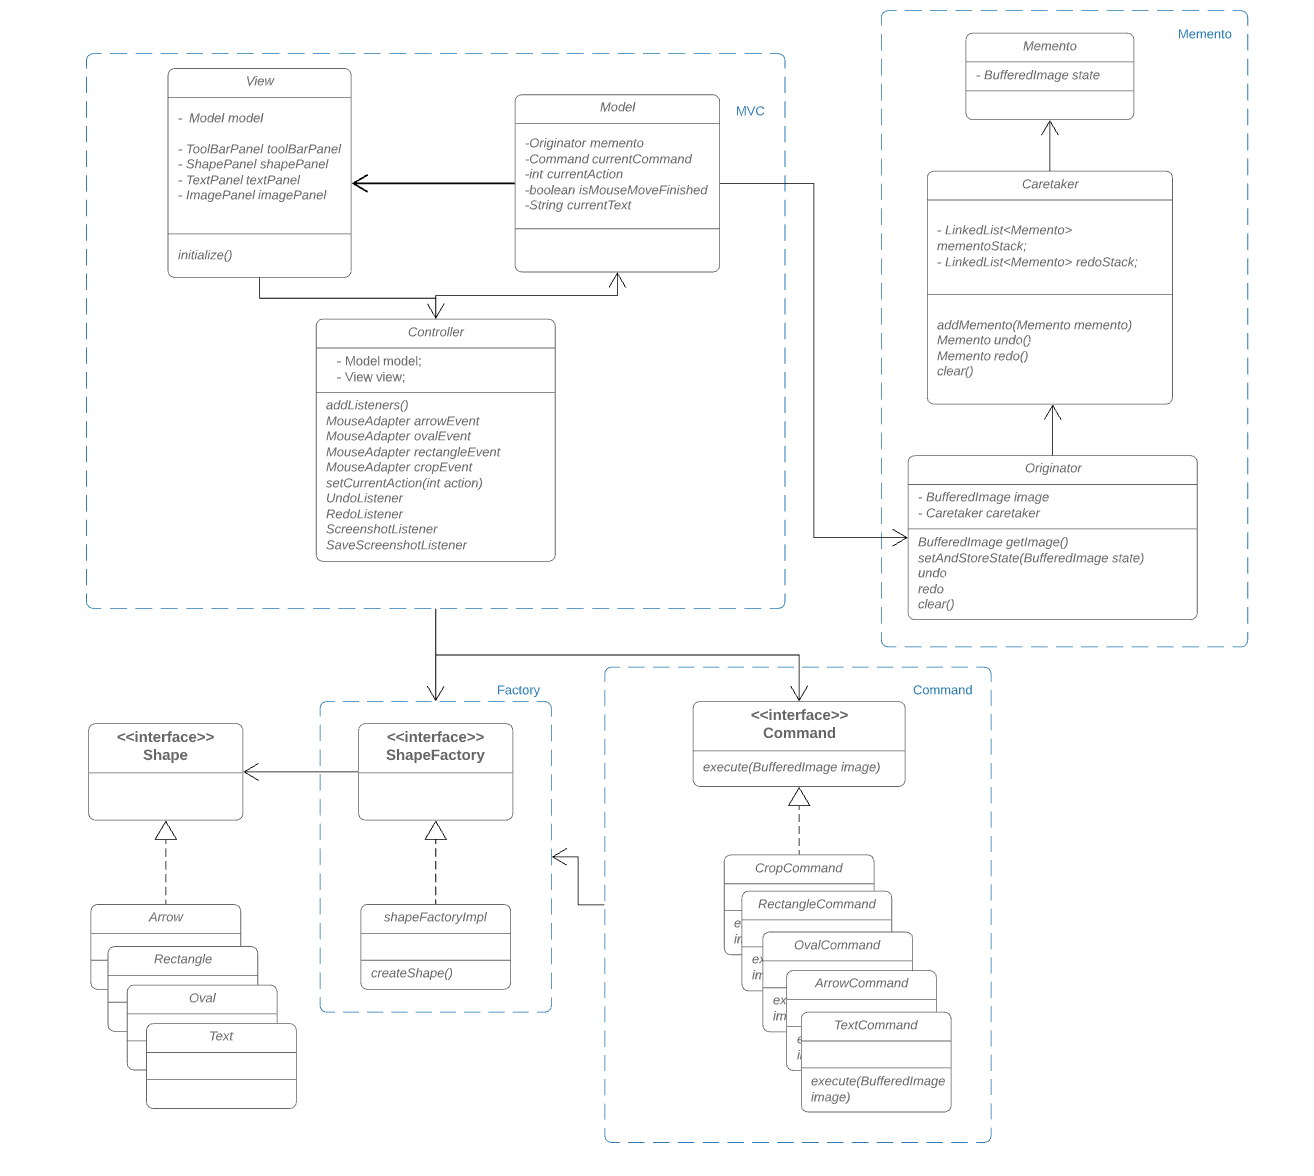 Memento
Memento
- BufferedImage state
View
- Model model
- ToolBarPanel toolBarPanel
- ShapePanel shapePanel
- TextPanel textPanel
- ImagePanel imagePanel
initialize()
Model
MVC
-Originator memento
-Command currentCommand
-int currentAction
-boolean isMouseMoveFinished
-String currentText
Caretaker
- LinkedList<Memento>
mementoStack;
- LinkedList<Memento> redoStack;
addMemento(Memento memento)
Memento undo()
Memento redo()
clear()
Controller
- Model model;
- View view;
addListeners()
MouseAdapter arrowEvent
MouseAdapter ovalEvent
MouseAdapter rectangleEvent
MouseAdapter cropEvent
setCurrentAction(int action)
UndoListener
RedoListener
ScreenshotListener
SaveScreenshotListener
Originator
- BufferedImage image
- Caretaker caretaker
BufferedImage getImage()
setAndStoreState(BufferedImage state)
undo
redo
clear()
Factory
Command
<<interface>>
Shape
<<interface>>
ShapeFactory
<<interface>>
Command
execute(BufferedImage image)
Arrow
Rectangle
Oval
Text
shapeFactoryImpl
createShape()
CropCommand
RectangleCommand
OvalCommand
ArrowCommand
TextCommand
execute(BufferedImage
image)